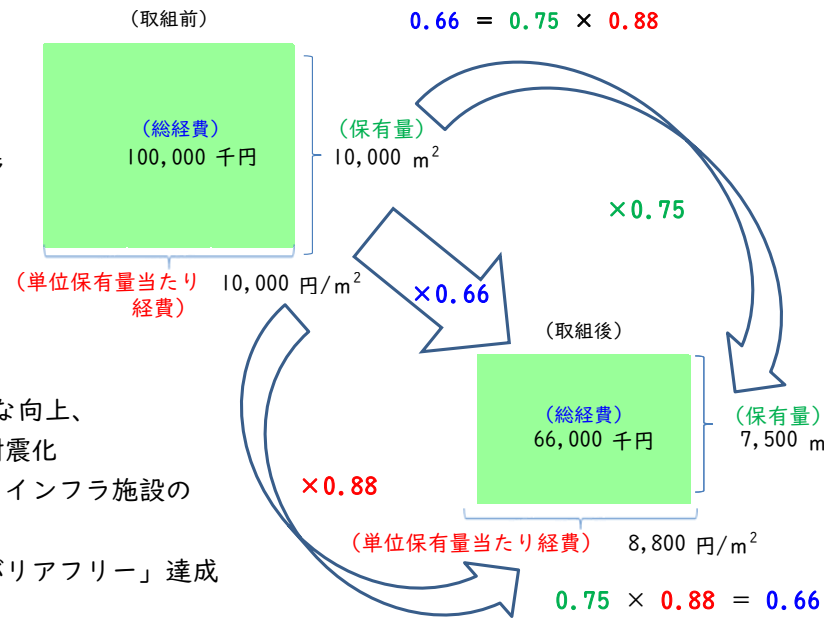 （取組前）
0.66 = 0.75 × 0.88
（総経費）
100,000 千円
（保有量）
10,000 m²
×0.75
（単位保有量当たり
経費）
10,000 円/m²
×0.66
（取組後）
な向上、
耐震化
インフラ施設の
バリアフリー」達成
（総経費）
66,000 千円
（保有量）
7,500 m
×0.88
（単位保有量当たり経費）
8,800 円/m²
0.75 × 0.88 = 0.66